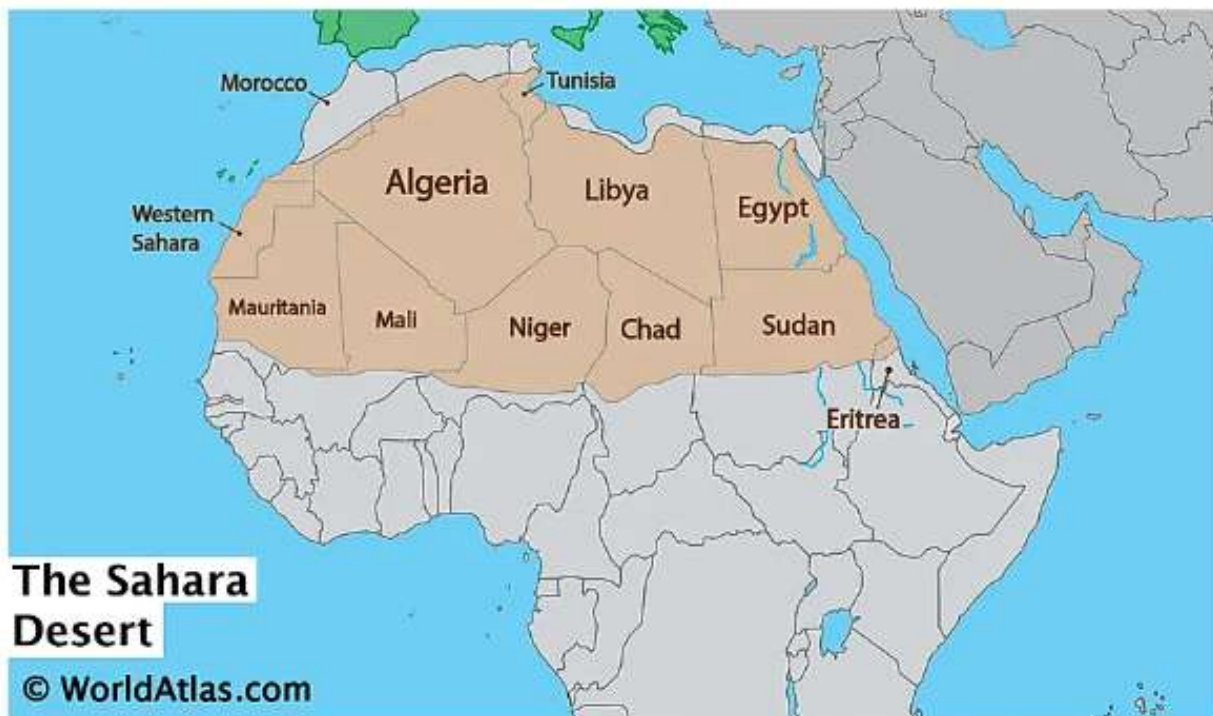 Morocco
Tunisia
Algeria
Libya
Egypt
Western
Sahara
Mauritania
Mali
Niger
Chad
Sudan
Eritrea
The Sahara
Desert
© WorldAtlas.com